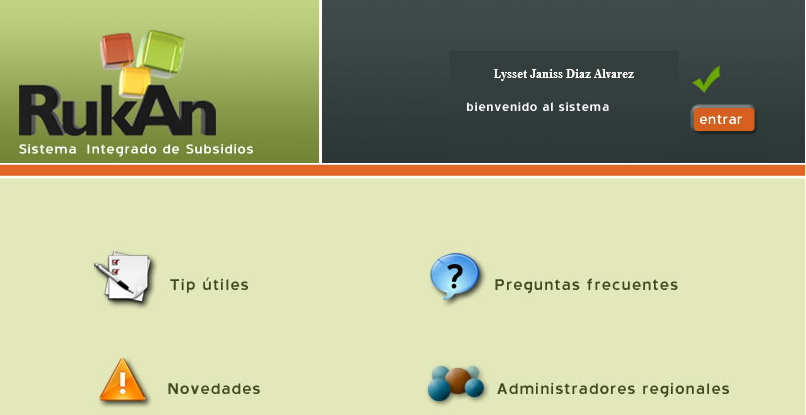 RukAn
Sistema Integrado de Subsidios
Lysset Janiss Diaz Alvarez
bienvenido al sistema
entrar
Tip útiles
?
Preguntas frecuentes
!
Novedades
Administradores regionales